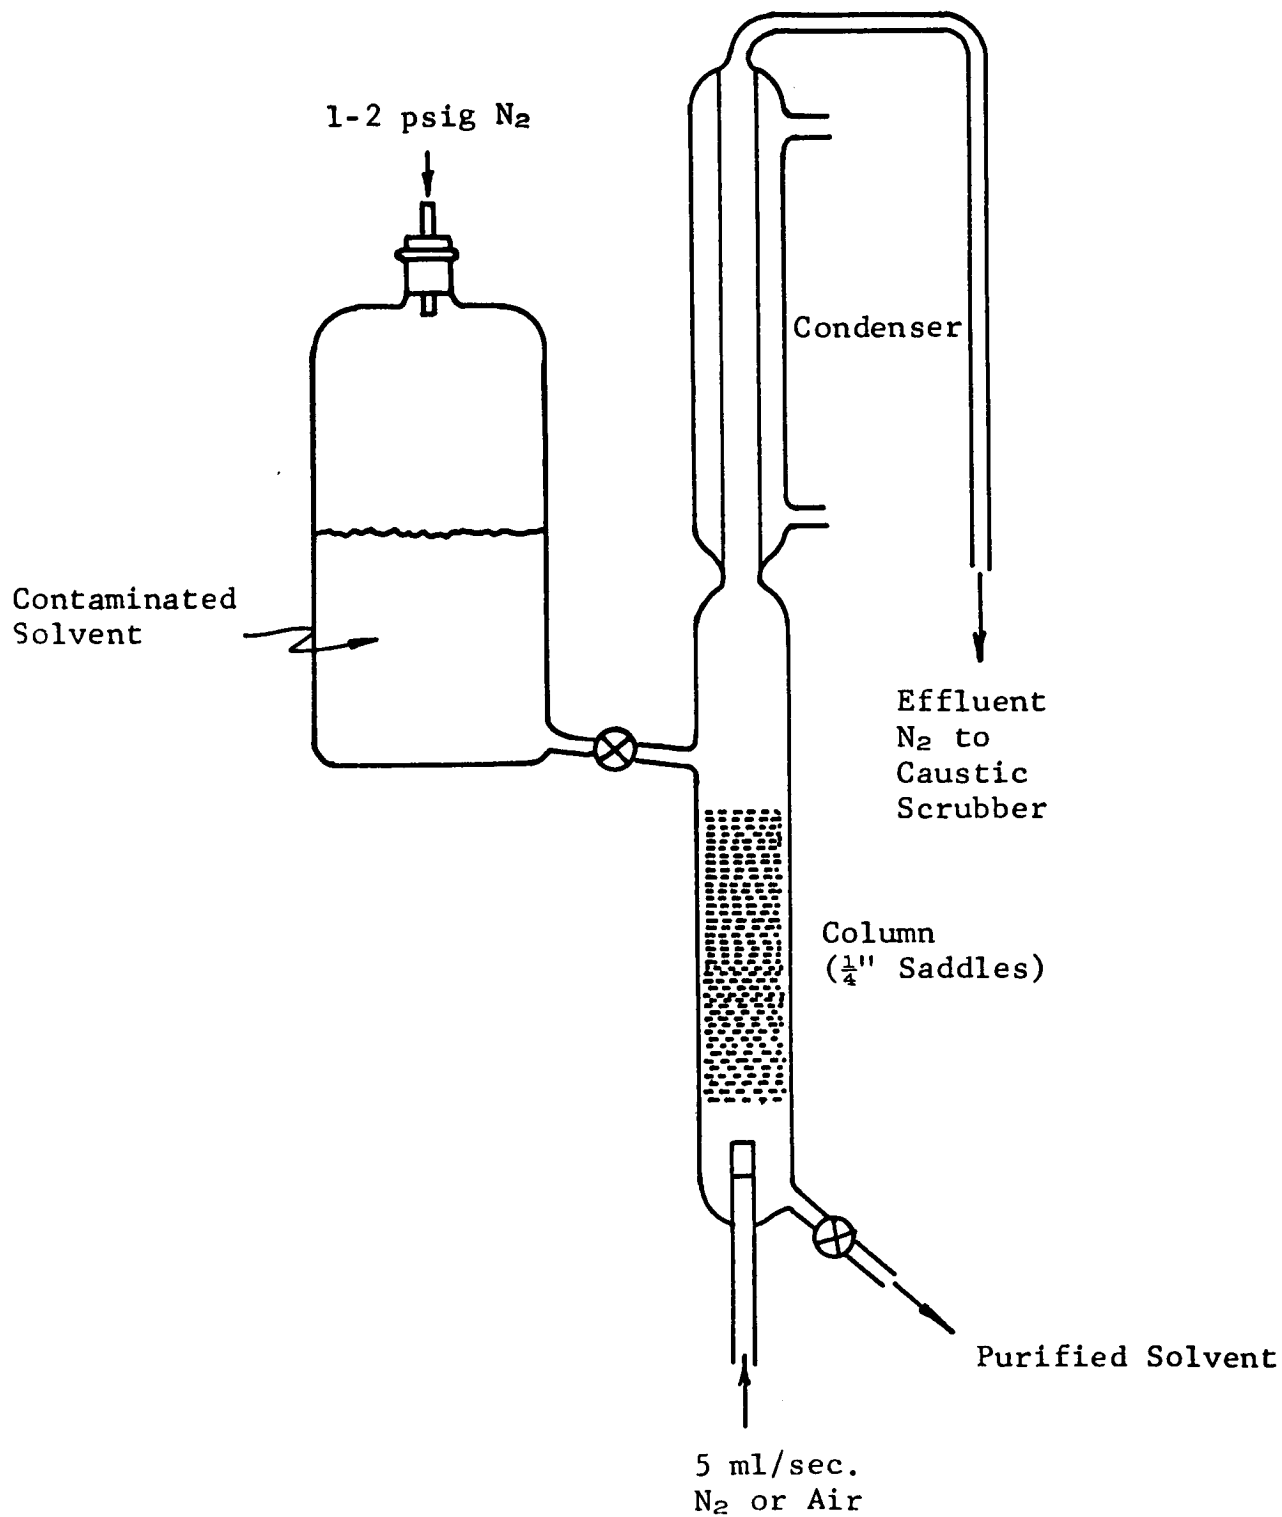 1-2 psig N₂
Condenser
Contaminated
Solvent
Effluent
N₂ to
Caustic
Scrubber
Column
(¼" Saddles)
Purified Solvent
5 ml/sec.
N₂ or Air